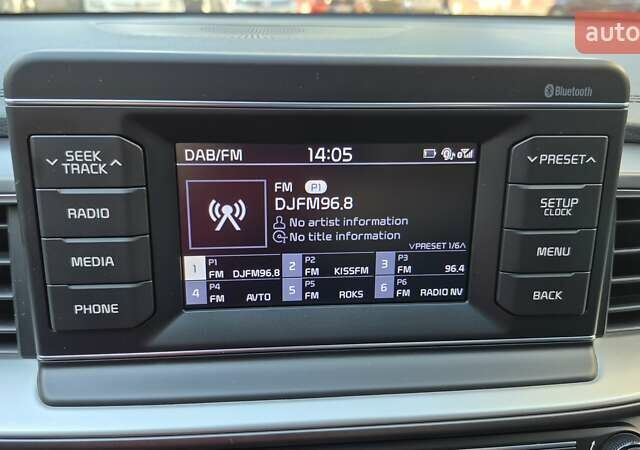 auto
Bluetooth
SEEK
TRACK
RADIO
MEDIA
PHONE
DAB/FM 14:05
FM P1
DJFM96.8
No artist information
No title information
PRESET 1/6
1 P1 FM DJFM96.8
2 P2 FM KISSFM
3 P3 FM 96.4
4 P4 FM AVTO
5 P5 FM ROKS
6 P6 FM RADIO NV
PRESET
SETUP
CLOCK
MENU
BACK